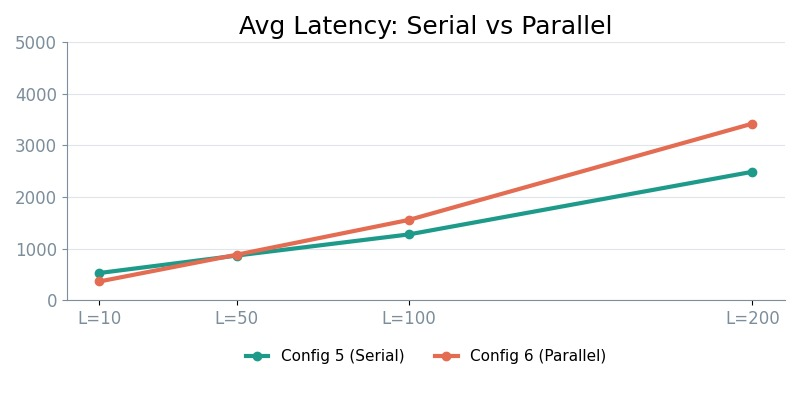 Avg Latency: Serial vs Parallel
5000
4000
3000
2000
1000
0
L=10 L=50 L=100 L=200
Config 5 (Serial) Config 6 (Parallel)